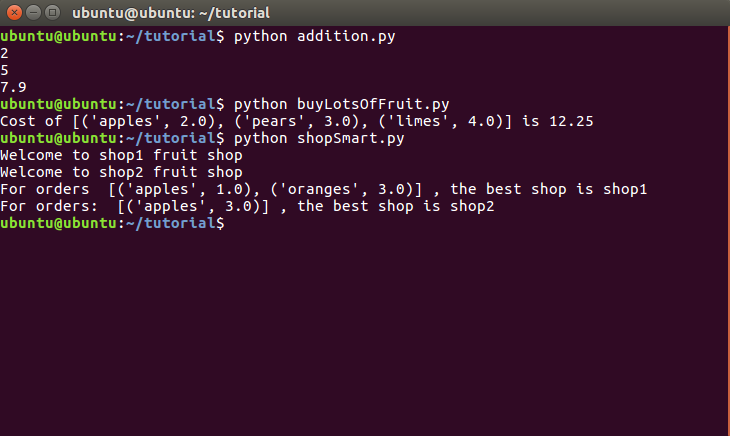 ubuntu@ubuntu: ~/tutorial
ubuntu@ubuntu:~/tutorial$ python addition.py
2
5
7.9
ubuntu@ubuntu:~/tutorial$ python buyLotsOfFruit.py
Cost of [('apples', 2.0), ('pears', 3.0), ('limes', 4.0)] is 12.25
ubuntu@ubuntu:~/tutorial$ python shopSmart.py
Welcome to shop1 fruit shop
Welcome to shop2 fruit shop
For orders  [('apples', 1.0), ('oranges', 3.0)] , the best shop is shop1
For orders:  [('apples', 3.0)] , the best shop is shop2
ubuntu@ubuntu:~/tutorial$